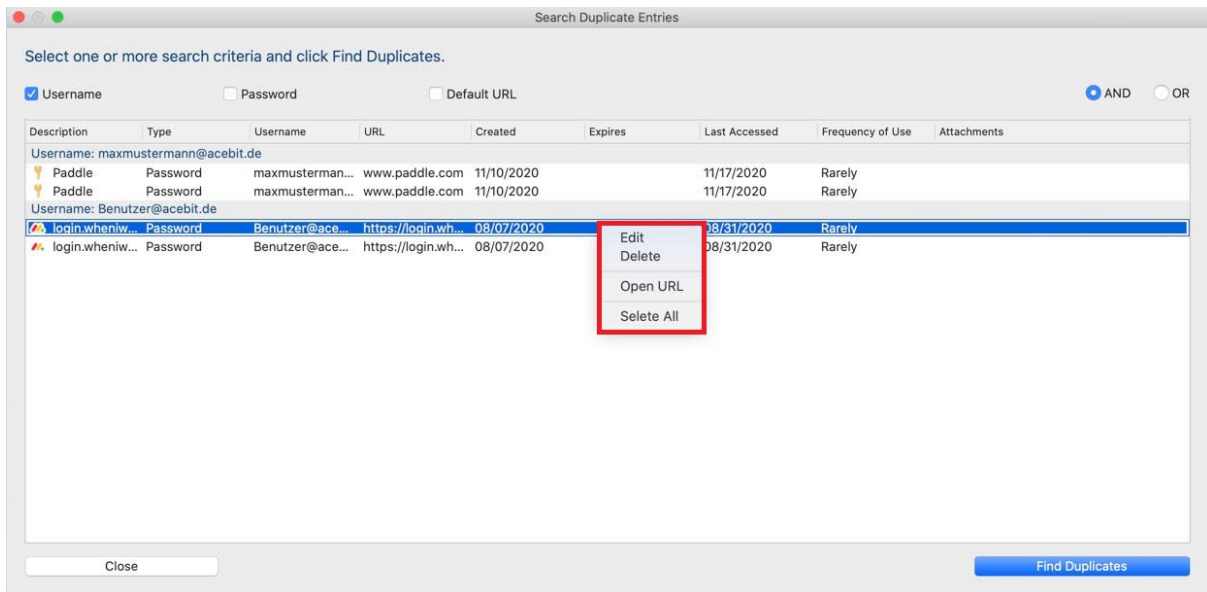 Search Duplicate Entries
Select one or more search criteria and click Find Duplicates.
Username Password Default URL AND OR
Description Type Username URL Created Expires Last Accessed Frequency of Use Attachments
Username: maxmustermann@acebit.de
Paddle Password maxmusterman... www.paddle.com 11/10/2020 11/17/2020 Rarely
Paddle Password maxmusterman... www.paddle.com 11/10/2020 11/17/2020 Rarely
Username: Benutzer@acebit.de
login.wheniw... Password Benutzer@ace... https://login.wh... 08/07/2020 08/31/2020 Rarely
login.wheniw... Password Benutzer@ace... https://login.wh... 08/07/2020 08/31/2020 Rarely
Edit
Delete
Open URL
Selete All
Close Find Duplicates